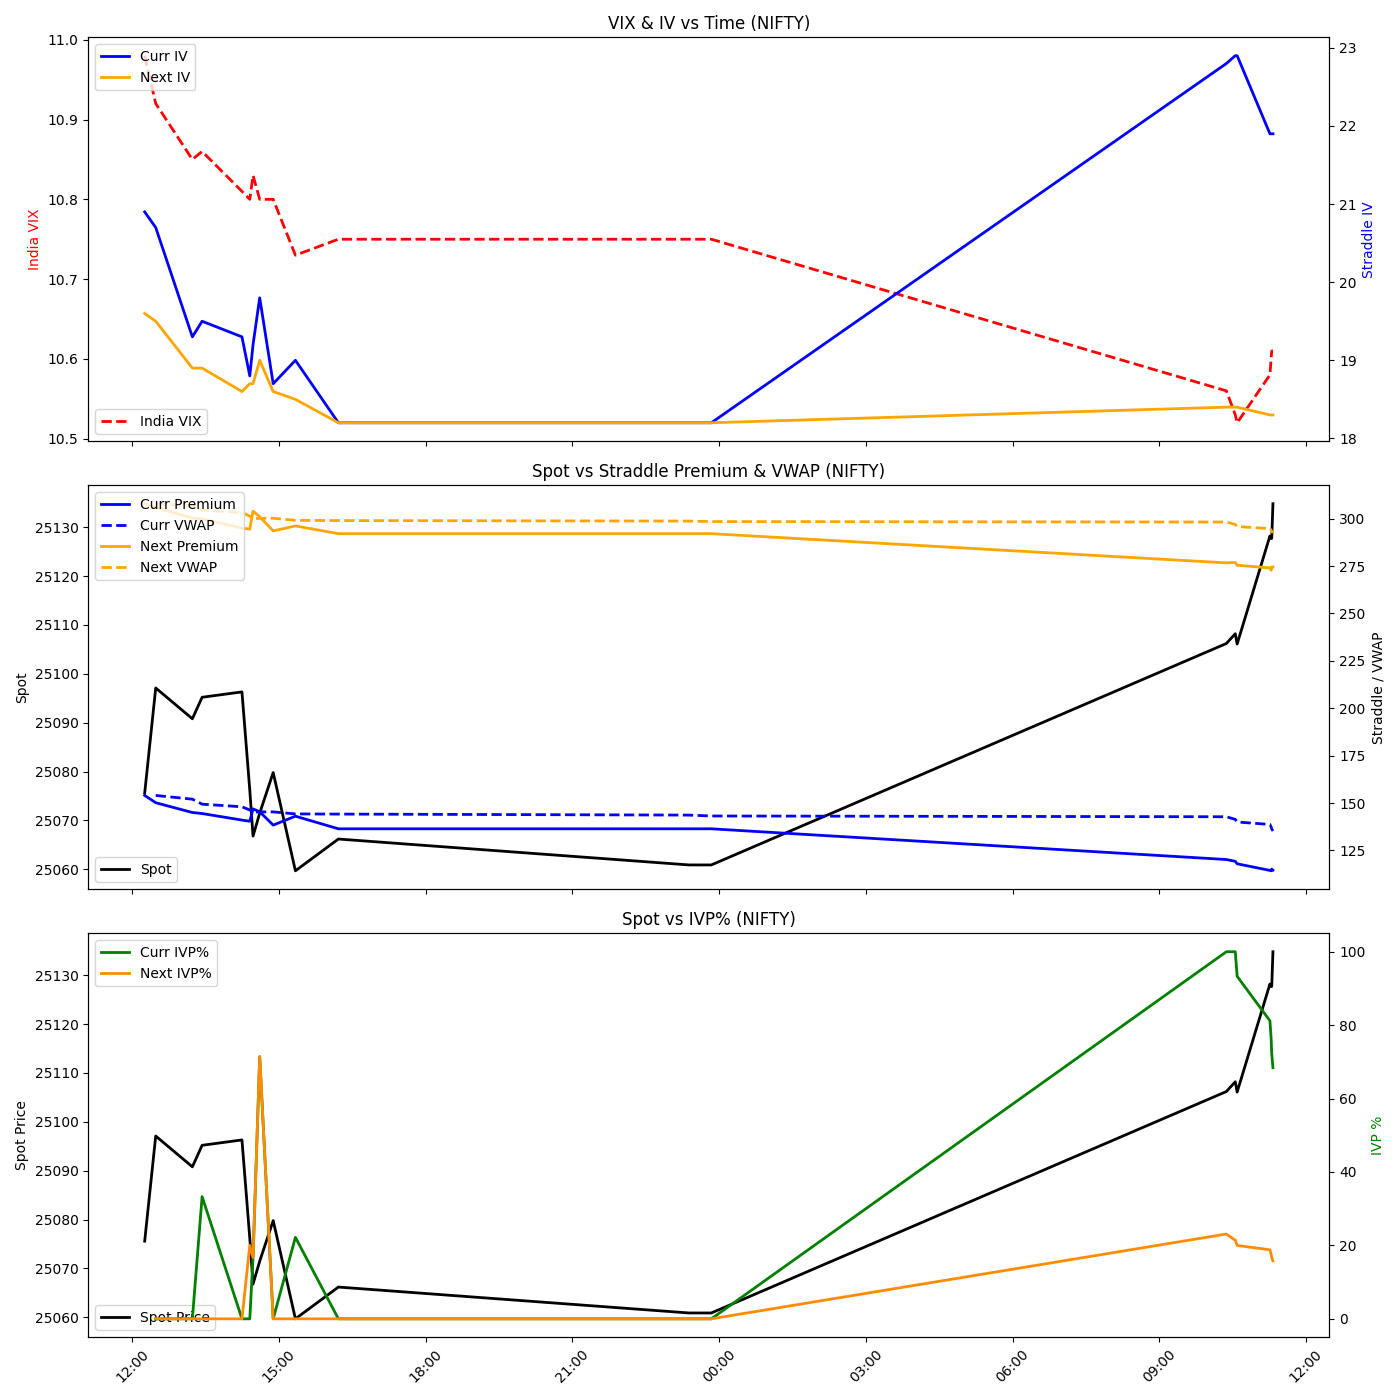 VIX & IV vs Time (NIFTY)
Curr IV
Next IV
India VIX
11.0
10.9
10.8
10.7
10.6
10.5
India VIX
23
22
21
20
19
18
Straddle IV
Spot vs Straddle Premium & VWAP (NIFTY)
Curr Premium
Curr VWAP
Next Premium
Next VWAP
Spot
25130
25120
25110
25100
25090
25080
25070
25060
Spot
300
275
250
225
200
175
150
125
Straddle / VWAP
Spot vs IVP% (NIFTY)
Curr IVP%
Next IVP%
Spot Price
25130
25120
25110
25100
25090
25080
25070
25060
Spot Price
100
80
60
40
20
0
IVP %
12:00
15:00
18:00
21:00
00:00
03:00
06:00
09:00
12:00